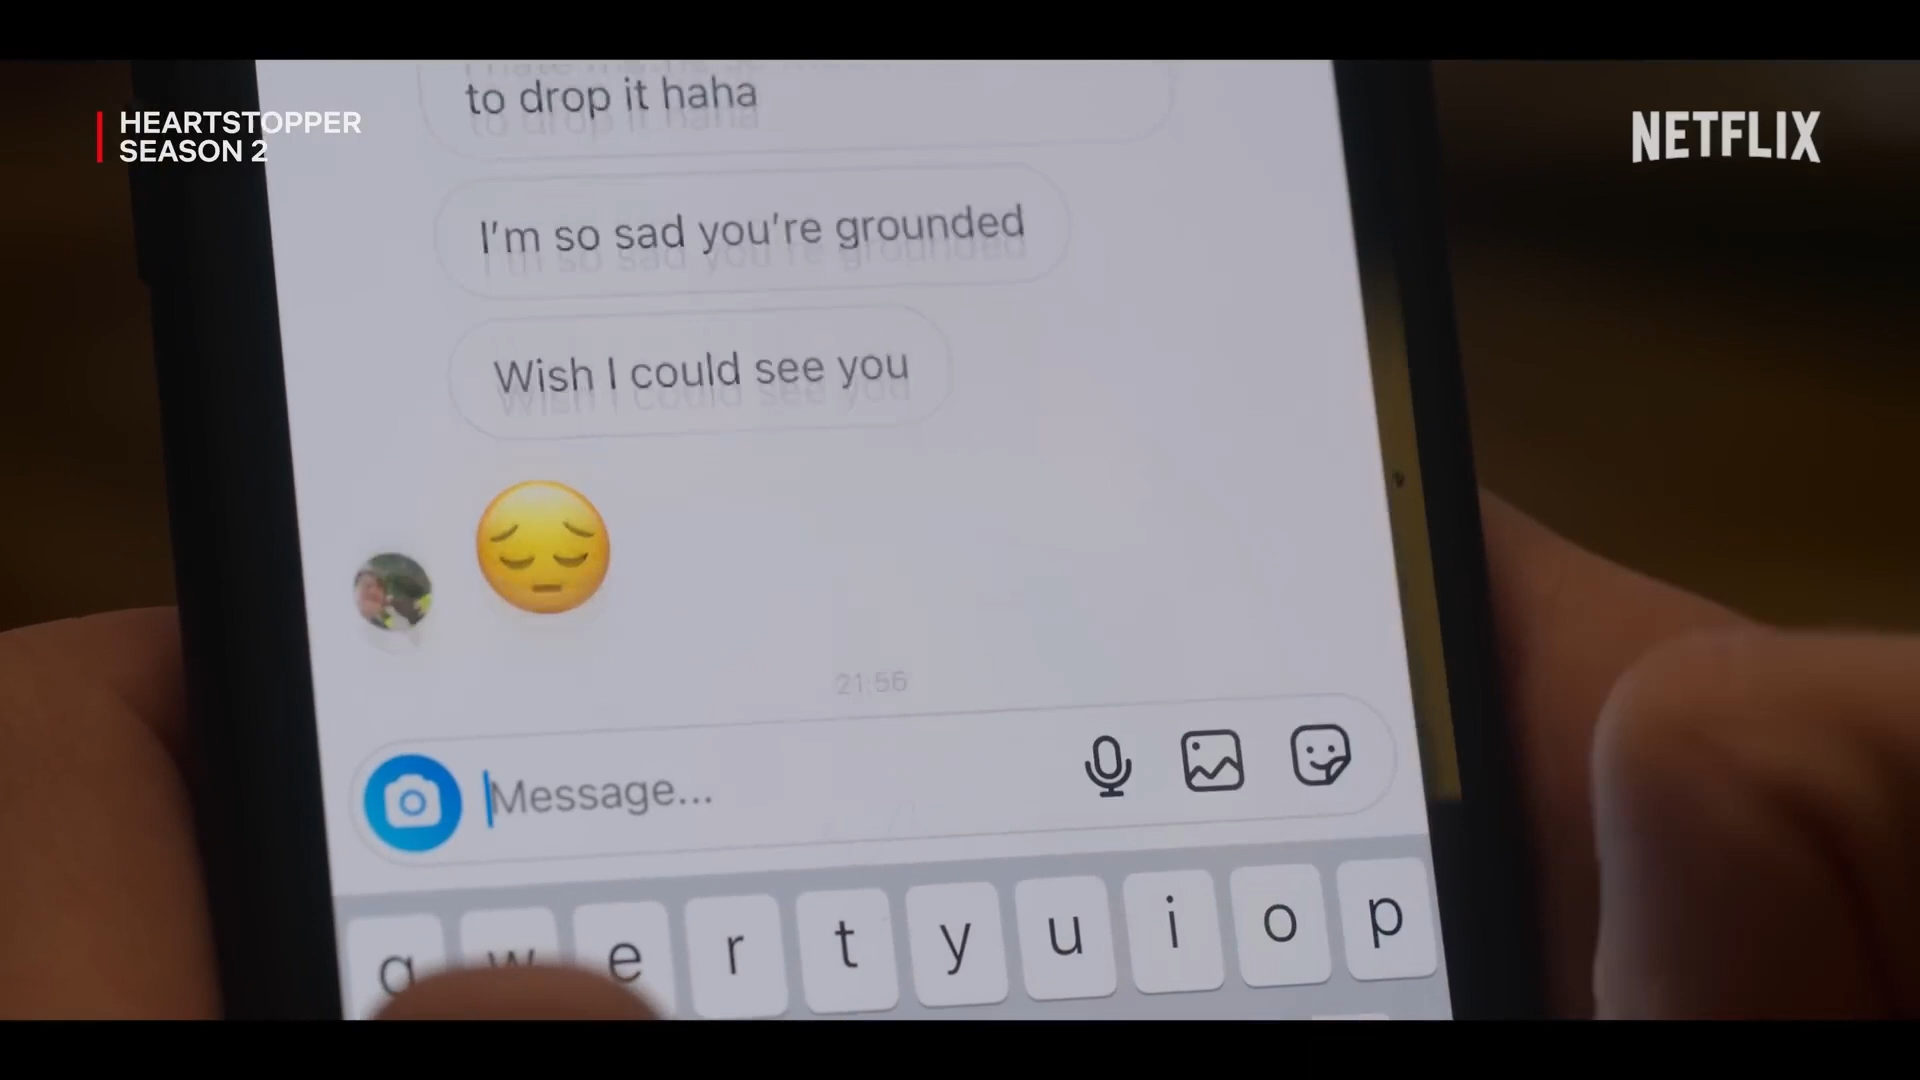 HEARTSTOPPER
SEASON 2
NETFLIX
to drop it haha
I'm so sad you're grounded
Wish I could see you
21:56
Message...
q w e r t y u i o p